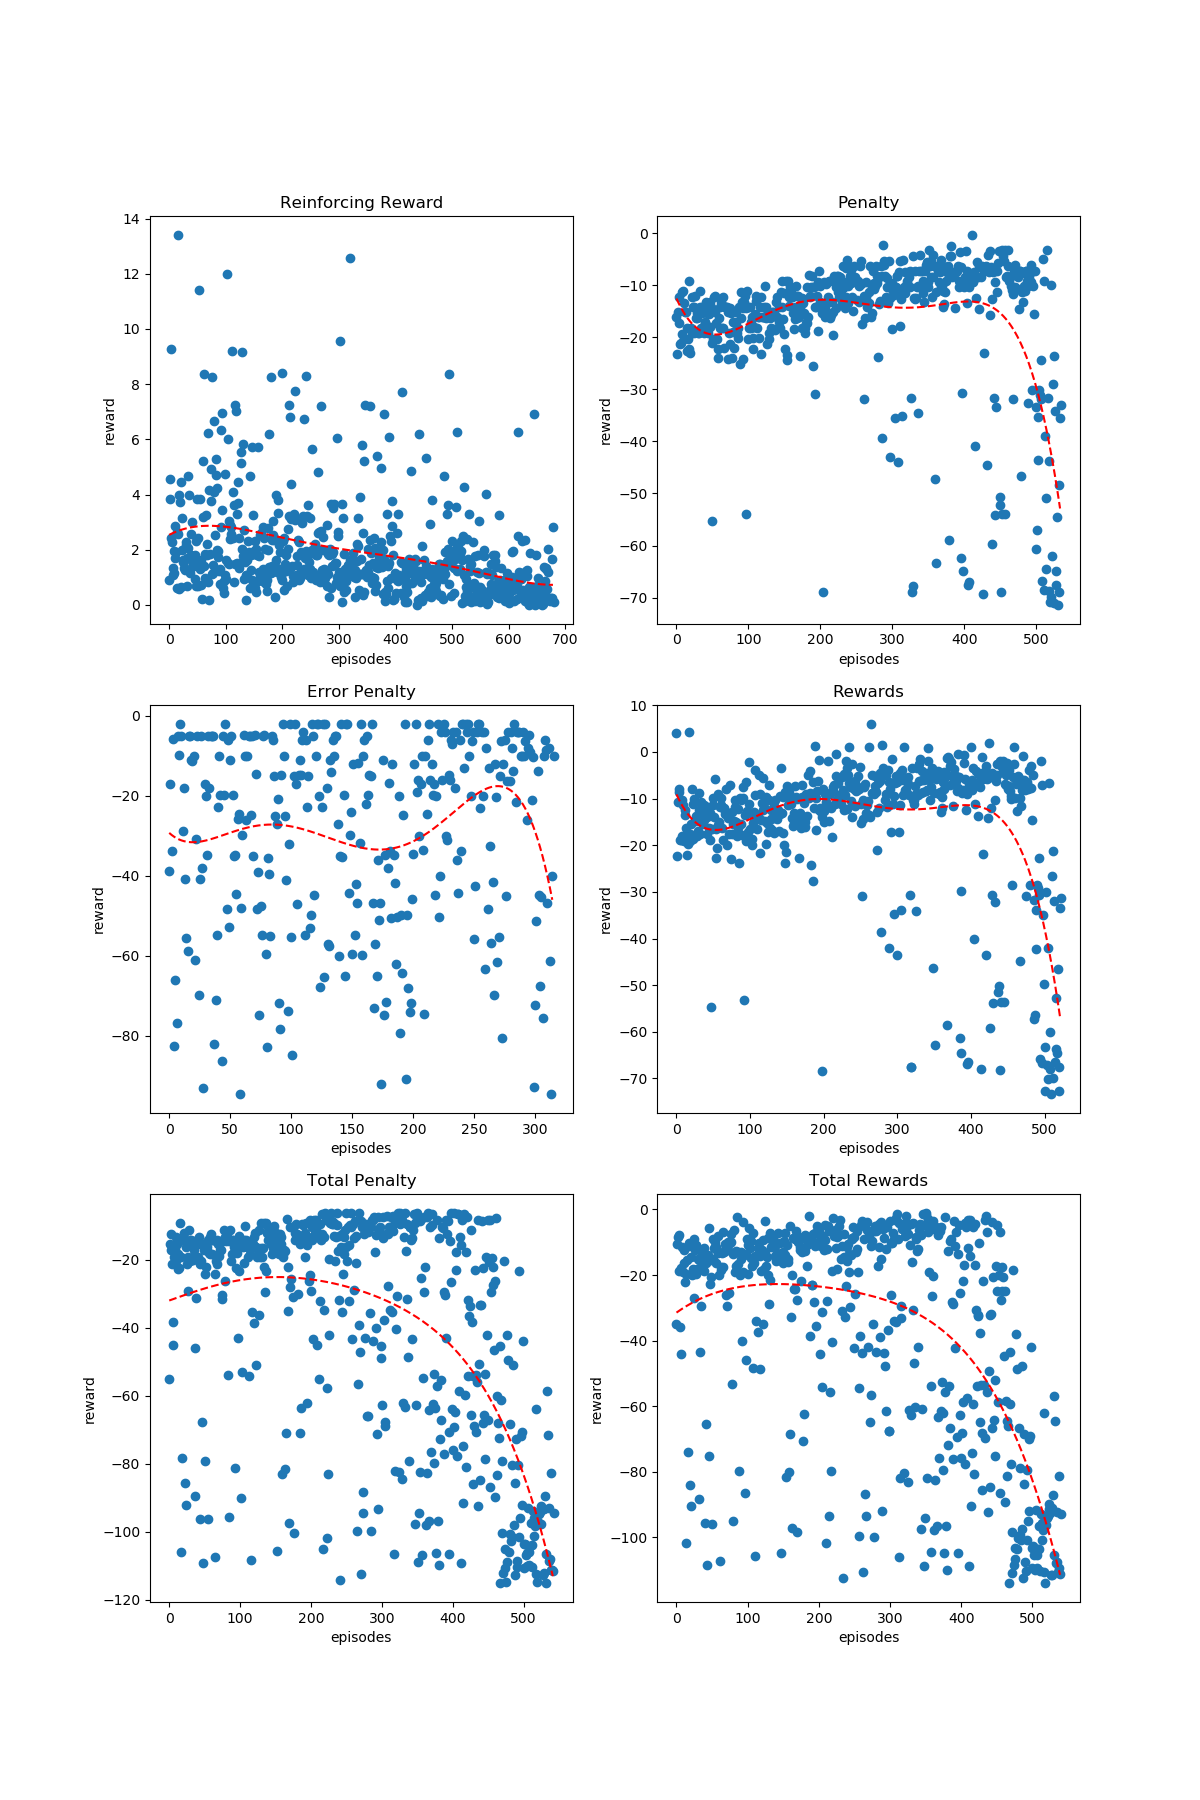 Reinforcing Reward
14
12
10
8
6
4
2
0
reward
0 100 200 300 400 500 600 700
episodes
Penalty
0
−10
−20
−30
−40
−50
−60
−70
reward
0 100 200 300 400 500
episodes
Error Penalty
0
−20
−40
−60
−80
reward
0 50 100 150 200 250 300
episodes
Rewards
10
0
−10
−20
−30
−40
−50
−60
−70
reward
0 100 200 300 400 500
episodes
Total Penalty
−20
−40
−60
−80
−100
−120
reward
0 100 200 300 400 500
episodes
Total Rewards
0
−20
−40
−60
−80
−100
reward
0 100 200 300 400 500
episodes